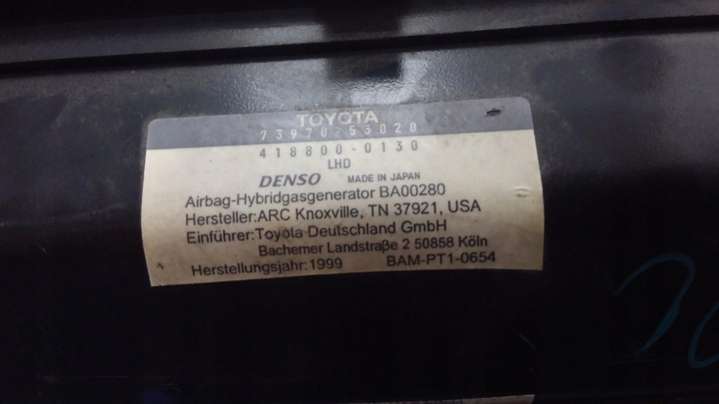 TOYOTA
73970-53020
418800-0130
LHD
DENSO MADE IN JAPAN
Airbag-Hybridgasgenerator BA00280
Hersteller:ARC Knoxville, TN 37921, USA
Einführer:Toyota-Deutschland GmbH
Bachemer Landstraße 2 50858 Köln
Herstellungsjahr:1999 BAM-PT1-0654